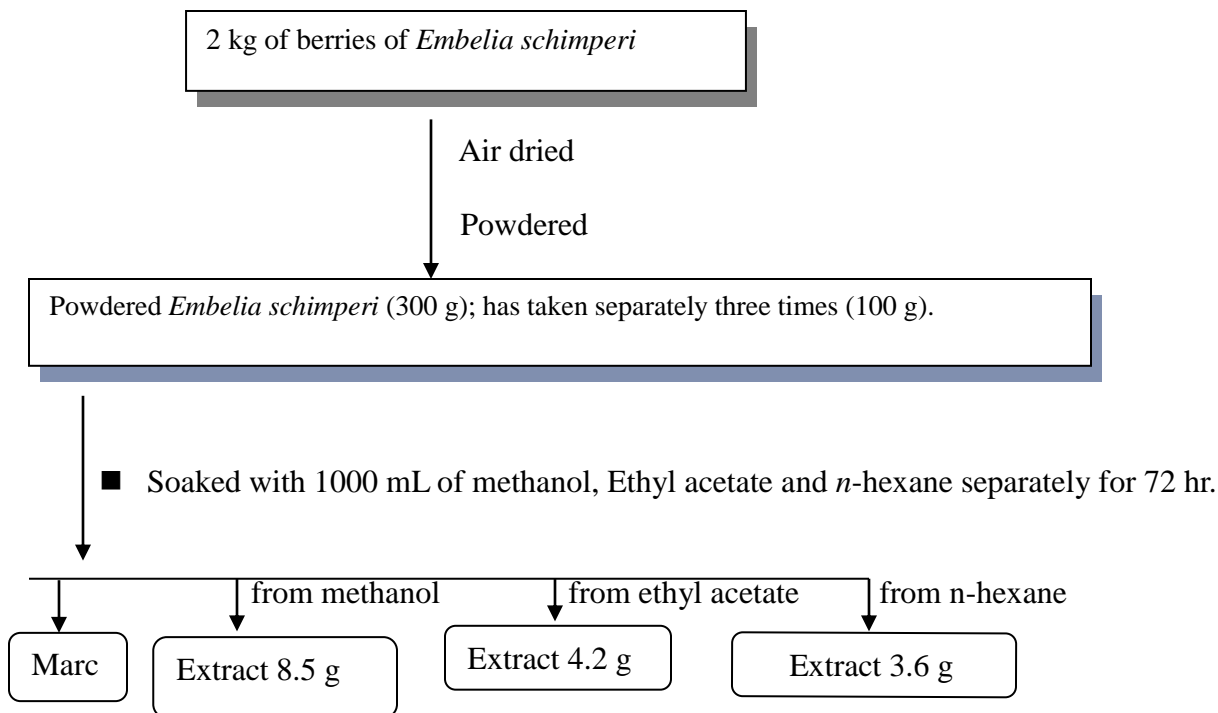 2 kg of berries of Embelia schimperi
Air dried
Powdered
Powdered Embelia schimperi (300 g); has taken separately three times (100 g).
■ Soaked with 1000 mL of methanol, Ethyl acetate and n-hexane separately for 72 hr.
from methanol
from ethyl acetate
from n-hexane
Marc
Extract 8.5 g
Extract 4.2 g
Extract 3.6 g